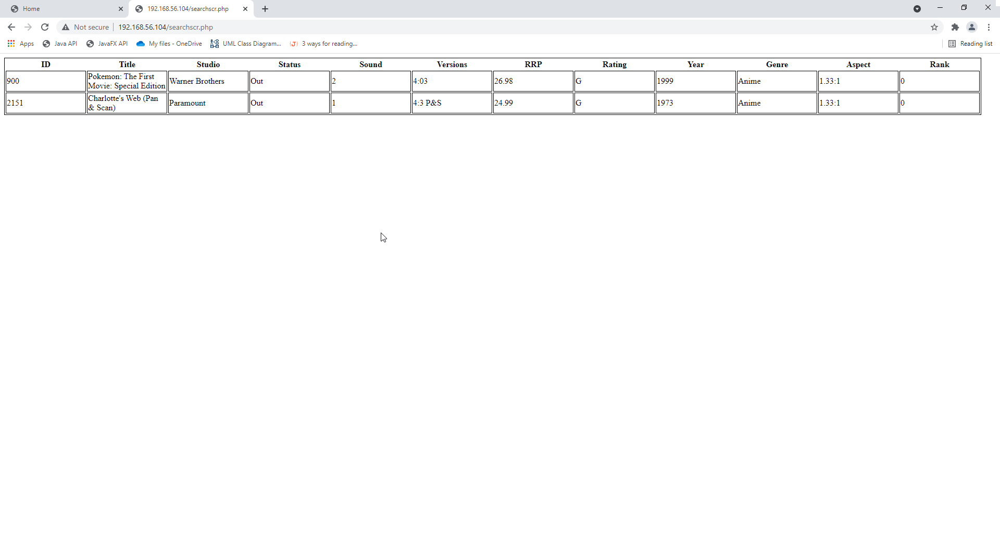 Home
192.168.56.104/searchscr.php
Not secure 192.168.56.104/searchscr.php
Apps Java API JavaFX API My files - OneDrive UML Class Diagram... (J) 3 ways for reading... Reading list
ID Title Studio Status Sound Versions RRP Rating Year Genre Aspect Rank
900 Pokemon: The First
Movie: Special Edition Warner Brothers Out 2 4:03 26.98 G 1999 Anime 1.33:1 0
2151 Charlotte's Web (Pan
& Scan) Paramount Out 1 4:3 P&S 24.99 G 1973 Anime 1.33:1 0